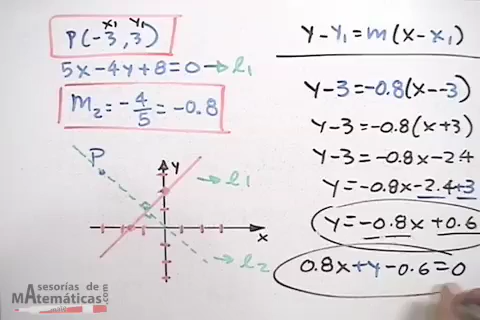 x₁ y₁
P(-3, 3)
5x-4y+8=0 → l₁
M₂=-4/5=-0.8
P
y
l₁
x
l₂
y-y₁=m(x-x₁)
y-3=-0.8(x--3)
y-3=-0.8(x+3)
y-3=-0.8x-2.4
y=-0.8x-2.4+3
y=-0.8x+0.6
0.8x+y-0.6=0
Asesorías de
Matemáticas
.com